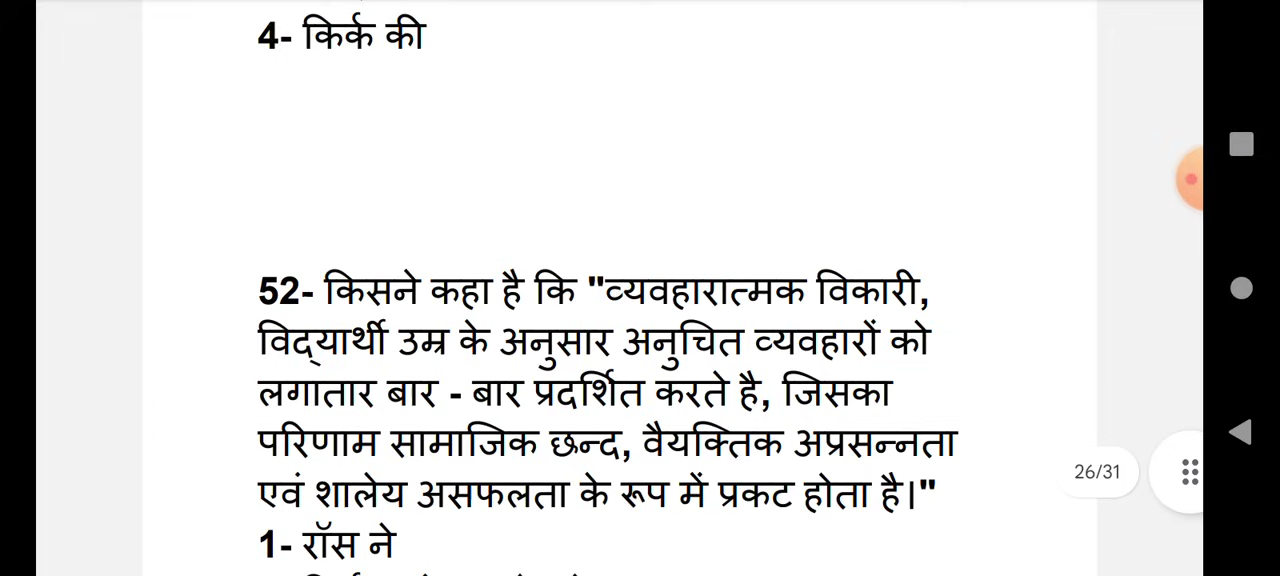 4- किर्क की
52- किसने कहा है कि "व्यवहारात्मक विकारी,
विद्यार्थी उम्र के अनुसार अनुचित व्यवहारों को
लगातार बार - बार प्रदर्शित करते है, जिसका
परिणाम सामाजिक छन्द, वैयक्तिक अप्रसन्नता
26/31
एवं शालेय असफलता के रूप में प्रकट होता है।"
1- रॉस ने